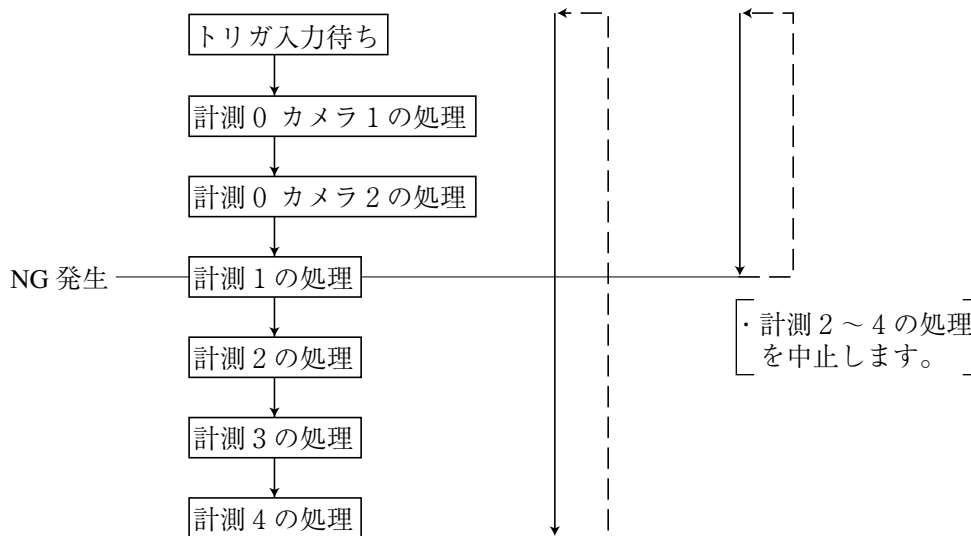 トリガ入力待ち
計測０ カメラ１の処理
計測０ カメラ２の処理
NG 発生
計測１の処理
計測２の処理
計測３の処理
計測４の処理
・計測２～４の処理
を中止します。